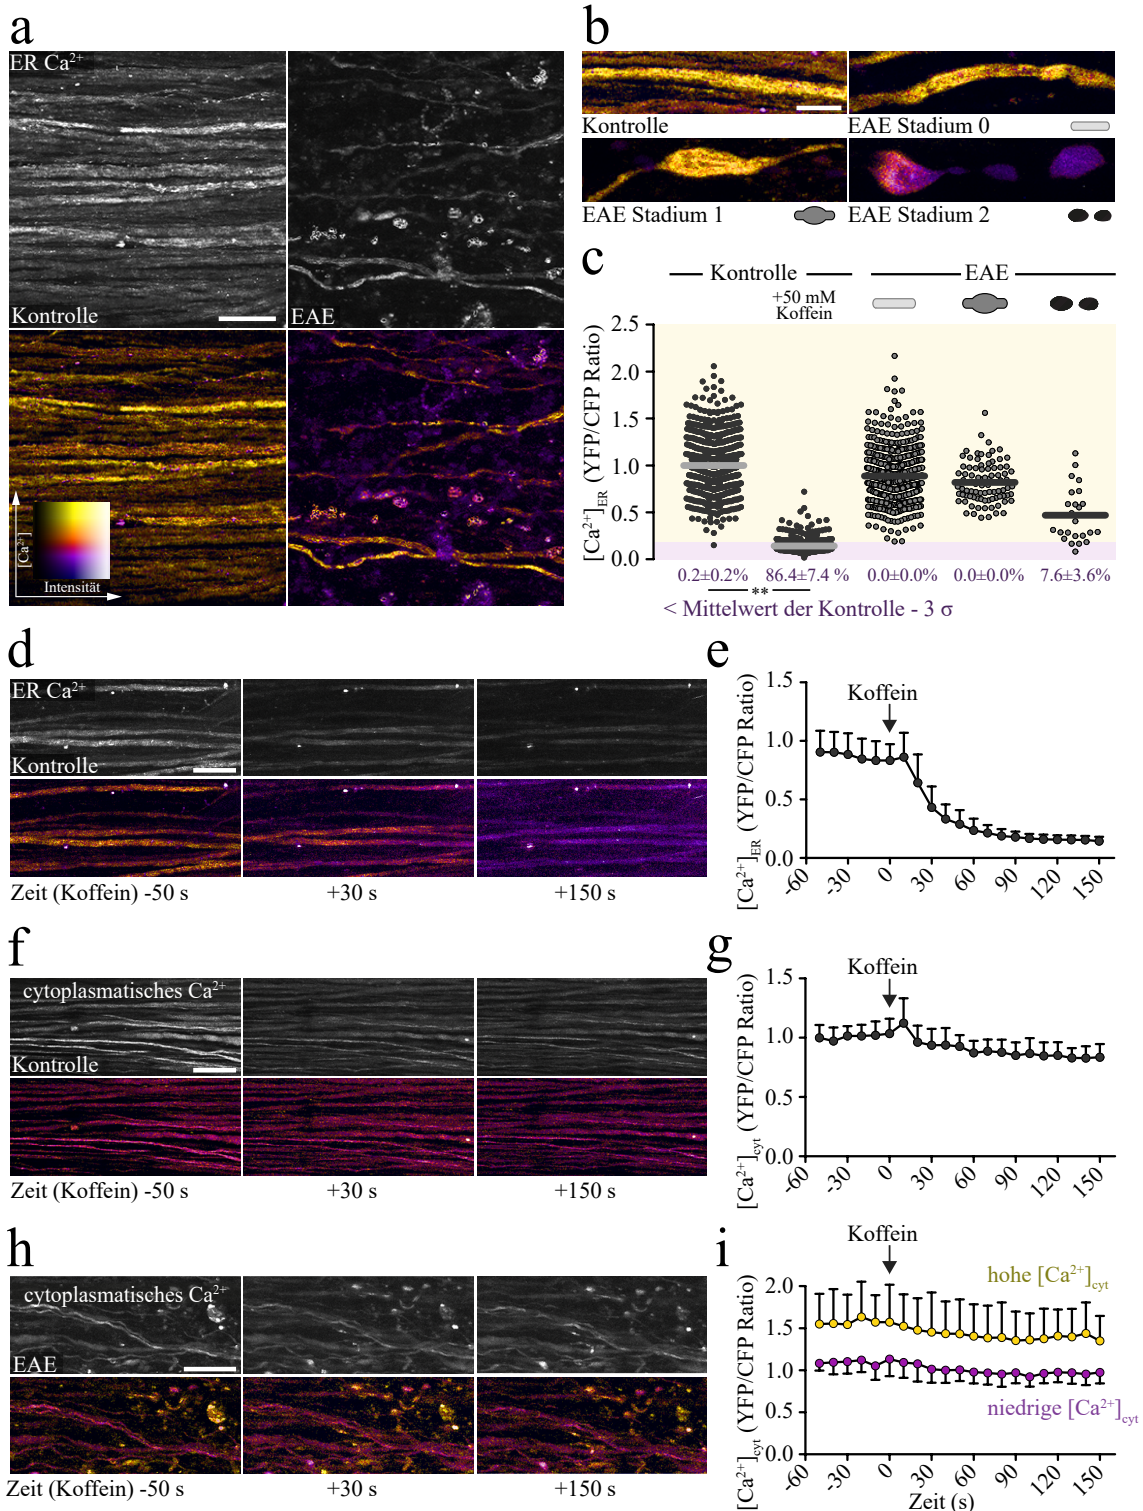 a
ER Ca²⁺
Kontrolle
EAE
[Ca²⁺]
Intensität
b
Kontrolle
EAE Stadium 0
EAE Stadium 1
EAE Stadium 2
c
Kontrolle
EAE
+50 mM
Koffein
[Ca²⁺]ER (YFP/CFP Ratio)
2.5
2.0
1.5
1.0
0.5
0.0
0.2±0.2%
86.4±7.4 %
0.0±0.0%
0.0±0.0%
7.6±3.6%
**
< Mittelwert der Kontrolle - 3 σ
d
ER Ca²⁺
Kontrolle
Zeit (Koffein) -50 s
+30 s
+150 s
e
Koffein
[Ca²⁺]ER (YFP/CFP Ratio)
1.5
1.0
0.5
0.0
-60 -30 0 30 60 90 120 150
f
cytoplasmatisches Ca²⁺
Kontrolle
Zeit (Koffein) -50 s
+30 s
+150 s
g
Koffein
[Ca²⁺]cyt (YFP/CFP Ratio)
1.5
1.0
0.5
0.0
-60 -30 0 30 60 90 120 150
h
cytoplasmatisches Ca²⁺
EAE
Zeit (Koffein) -50 s
+30 s
+150 s
i
Koffein
hohe [Ca²⁺]cyt
niedrige [Ca²⁺]cyt
[Ca²⁺]cyt (YFP/CFP Ratio)
2.0
1.5
1.0
0.5
0.0
-60 -30 0 30 60 90 120 150
Zeit (s)